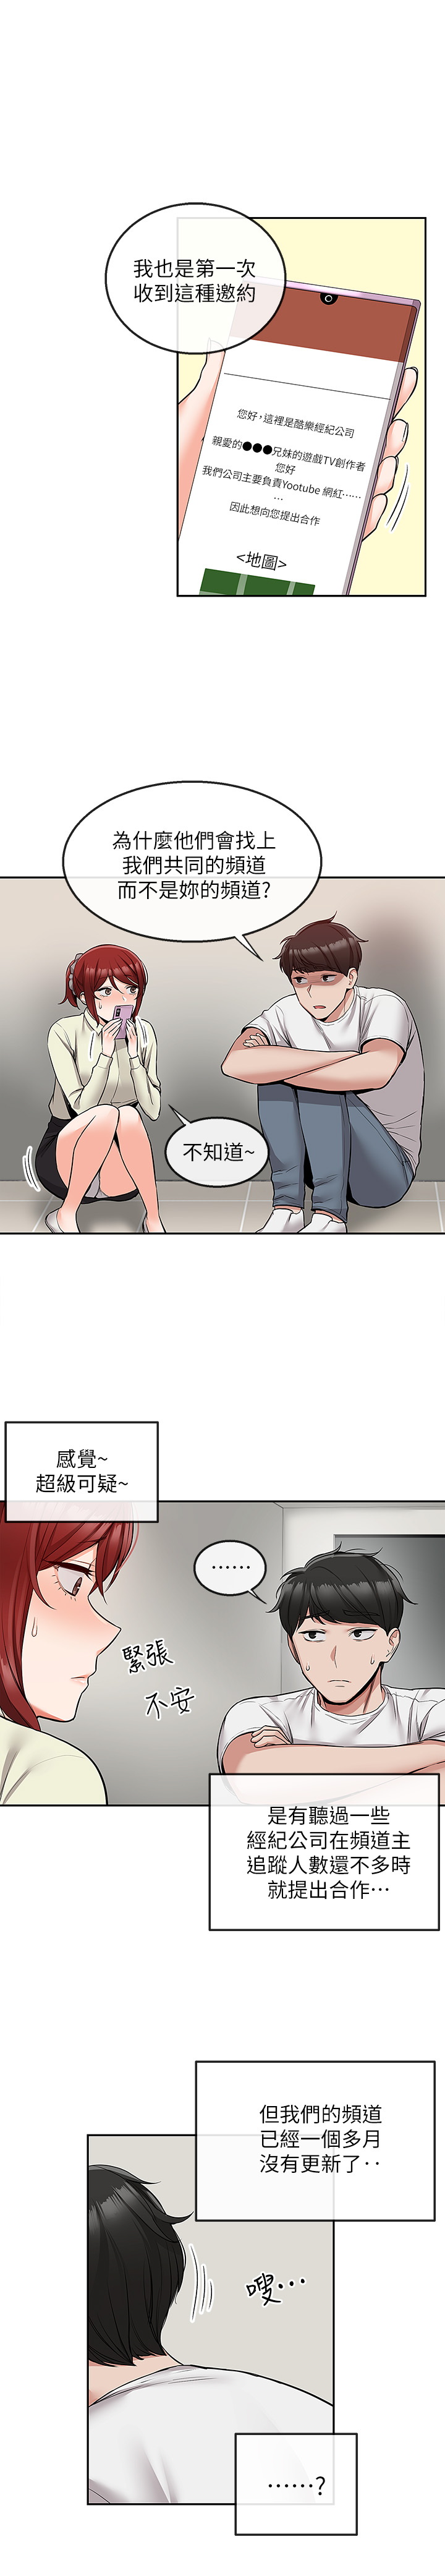 我也是第一次
收到這種邀約
您好，這裡是酷樂經紀公司
親愛的●●●兄妹的遊戲TV創作者
您好
我們公司主要負責Yootube 網紅……
…
因此想向您提出合作
<地圖>
為什麼他們會找上
我們共同的頻道
而不是妳的頻道?
不知道~
感覺~
超級可疑~
……
緊張
不安
是有聽過一些
經紀公司在頻道主
追蹤人數還不多時
就提出合作…
但我們的頻道
已經一個多月
沒有更新了‥
嗖…
……?